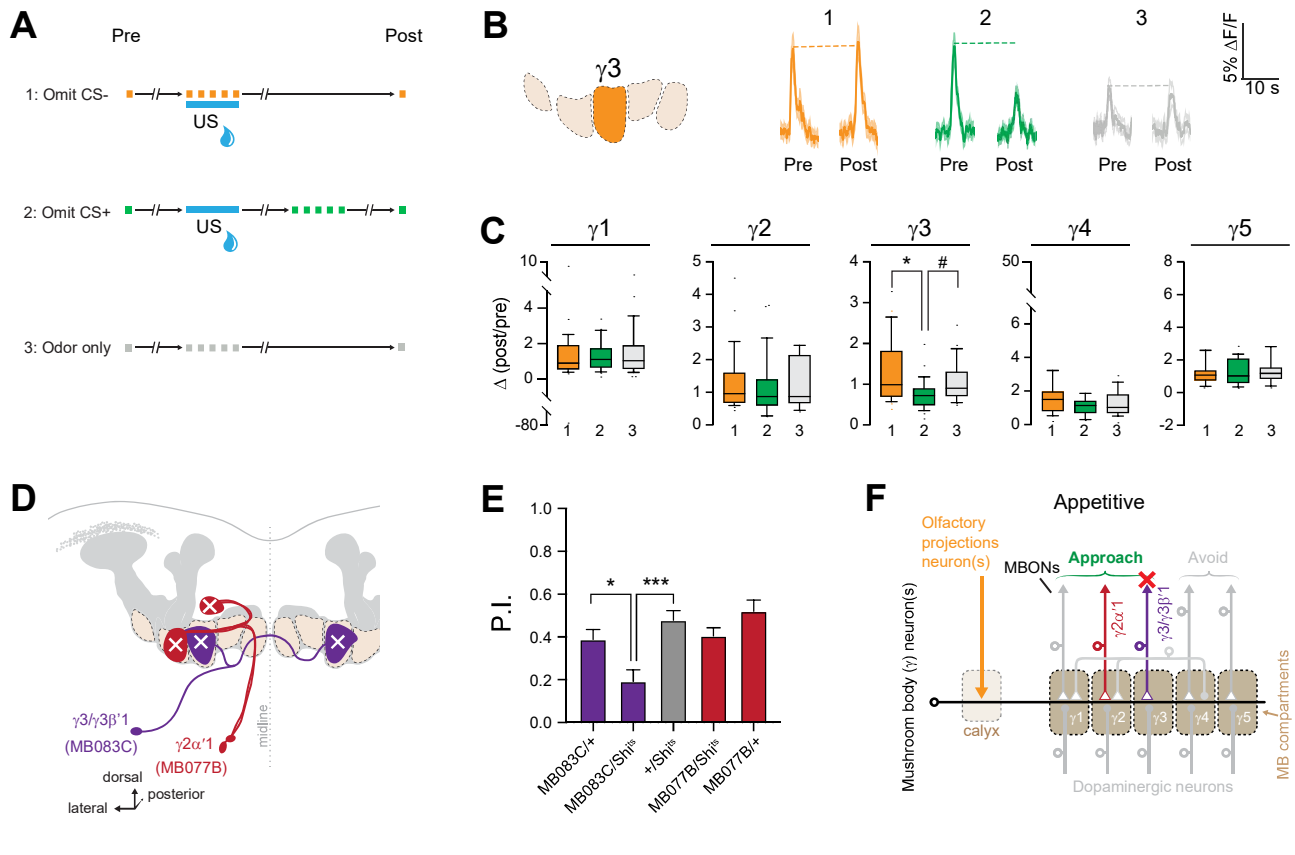 A
Pre
Post
1: Omit CS-
US
2: Omit CS+
US
3: Odor only
B
γ3
1
2
3
Pre
Post
Pre
Post
Pre
Post
5% ΔF/F
10 s
C
γ1
γ2
γ3
γ4
γ5
Δ (post/pre)
10
4
2
0
-80
1
2
3
5
4
3
2
1
0
1
2
3
4
3
2
1
0
*
#
1
2
3
50
6
4
2
0
1
2
3
8
6
4
2
0
-2
1
2
3
D
γ3/γ3β'1
(MB083C)
γ2α'1
(MB077B)
midline
dorsal
posterior
lateral
E
P.I.
1.0
0.8
0.6
0.4
0.2
0.0
*
***
MB083C/+
MB083C/Shiᵗˢ
+/Shiᵗˢ
MB077B/Shiᵗˢ
MB077B/+
F
Appetitive
Olfactory
projections
neuron(s)
MBONs
Approach
Avoid
γ2α'1
γ3/γ3β'1
Mushroom body (γ) neuron(s)
calyx
γ1
γ2
γ3
γ4
γ5
MB compartments
Dopaminergic neurons